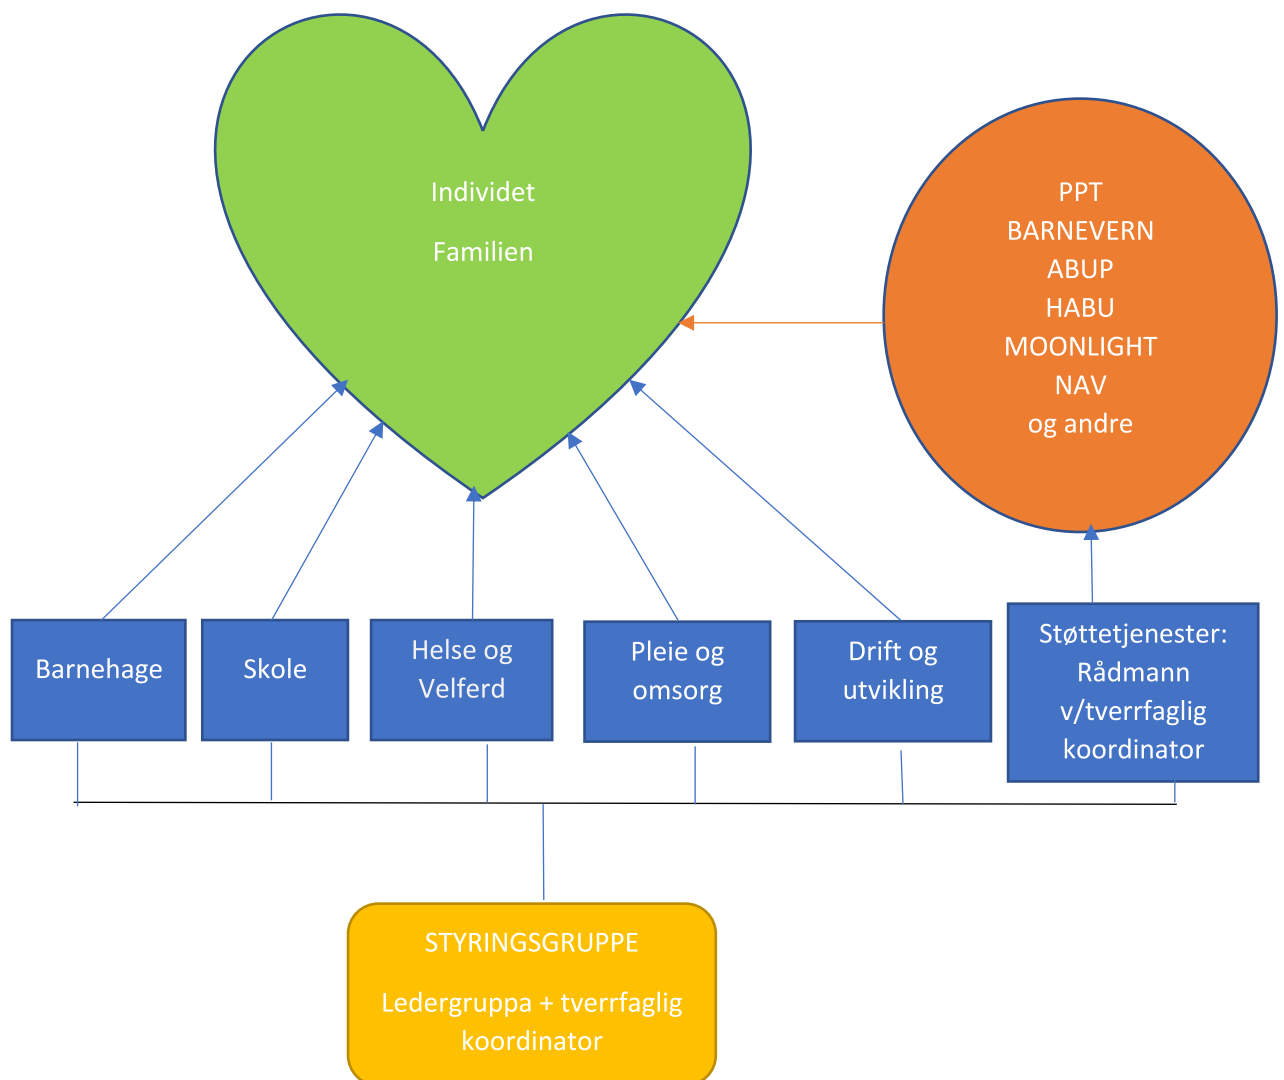 Individet
Familien
PPT
BARNEVERN
ABUP
HABU
MOONLIGHT
NAV
og andre
Barnehage
Skole
Helse og
Velferd
Pleie og
omsorg
Drift og
utvikling
Støttetjenester:
Rådmann
v/tverrfaglig
koordinator
STYRINGSGRUPPE
Ledergruppa + tverrfaglig
koordinator